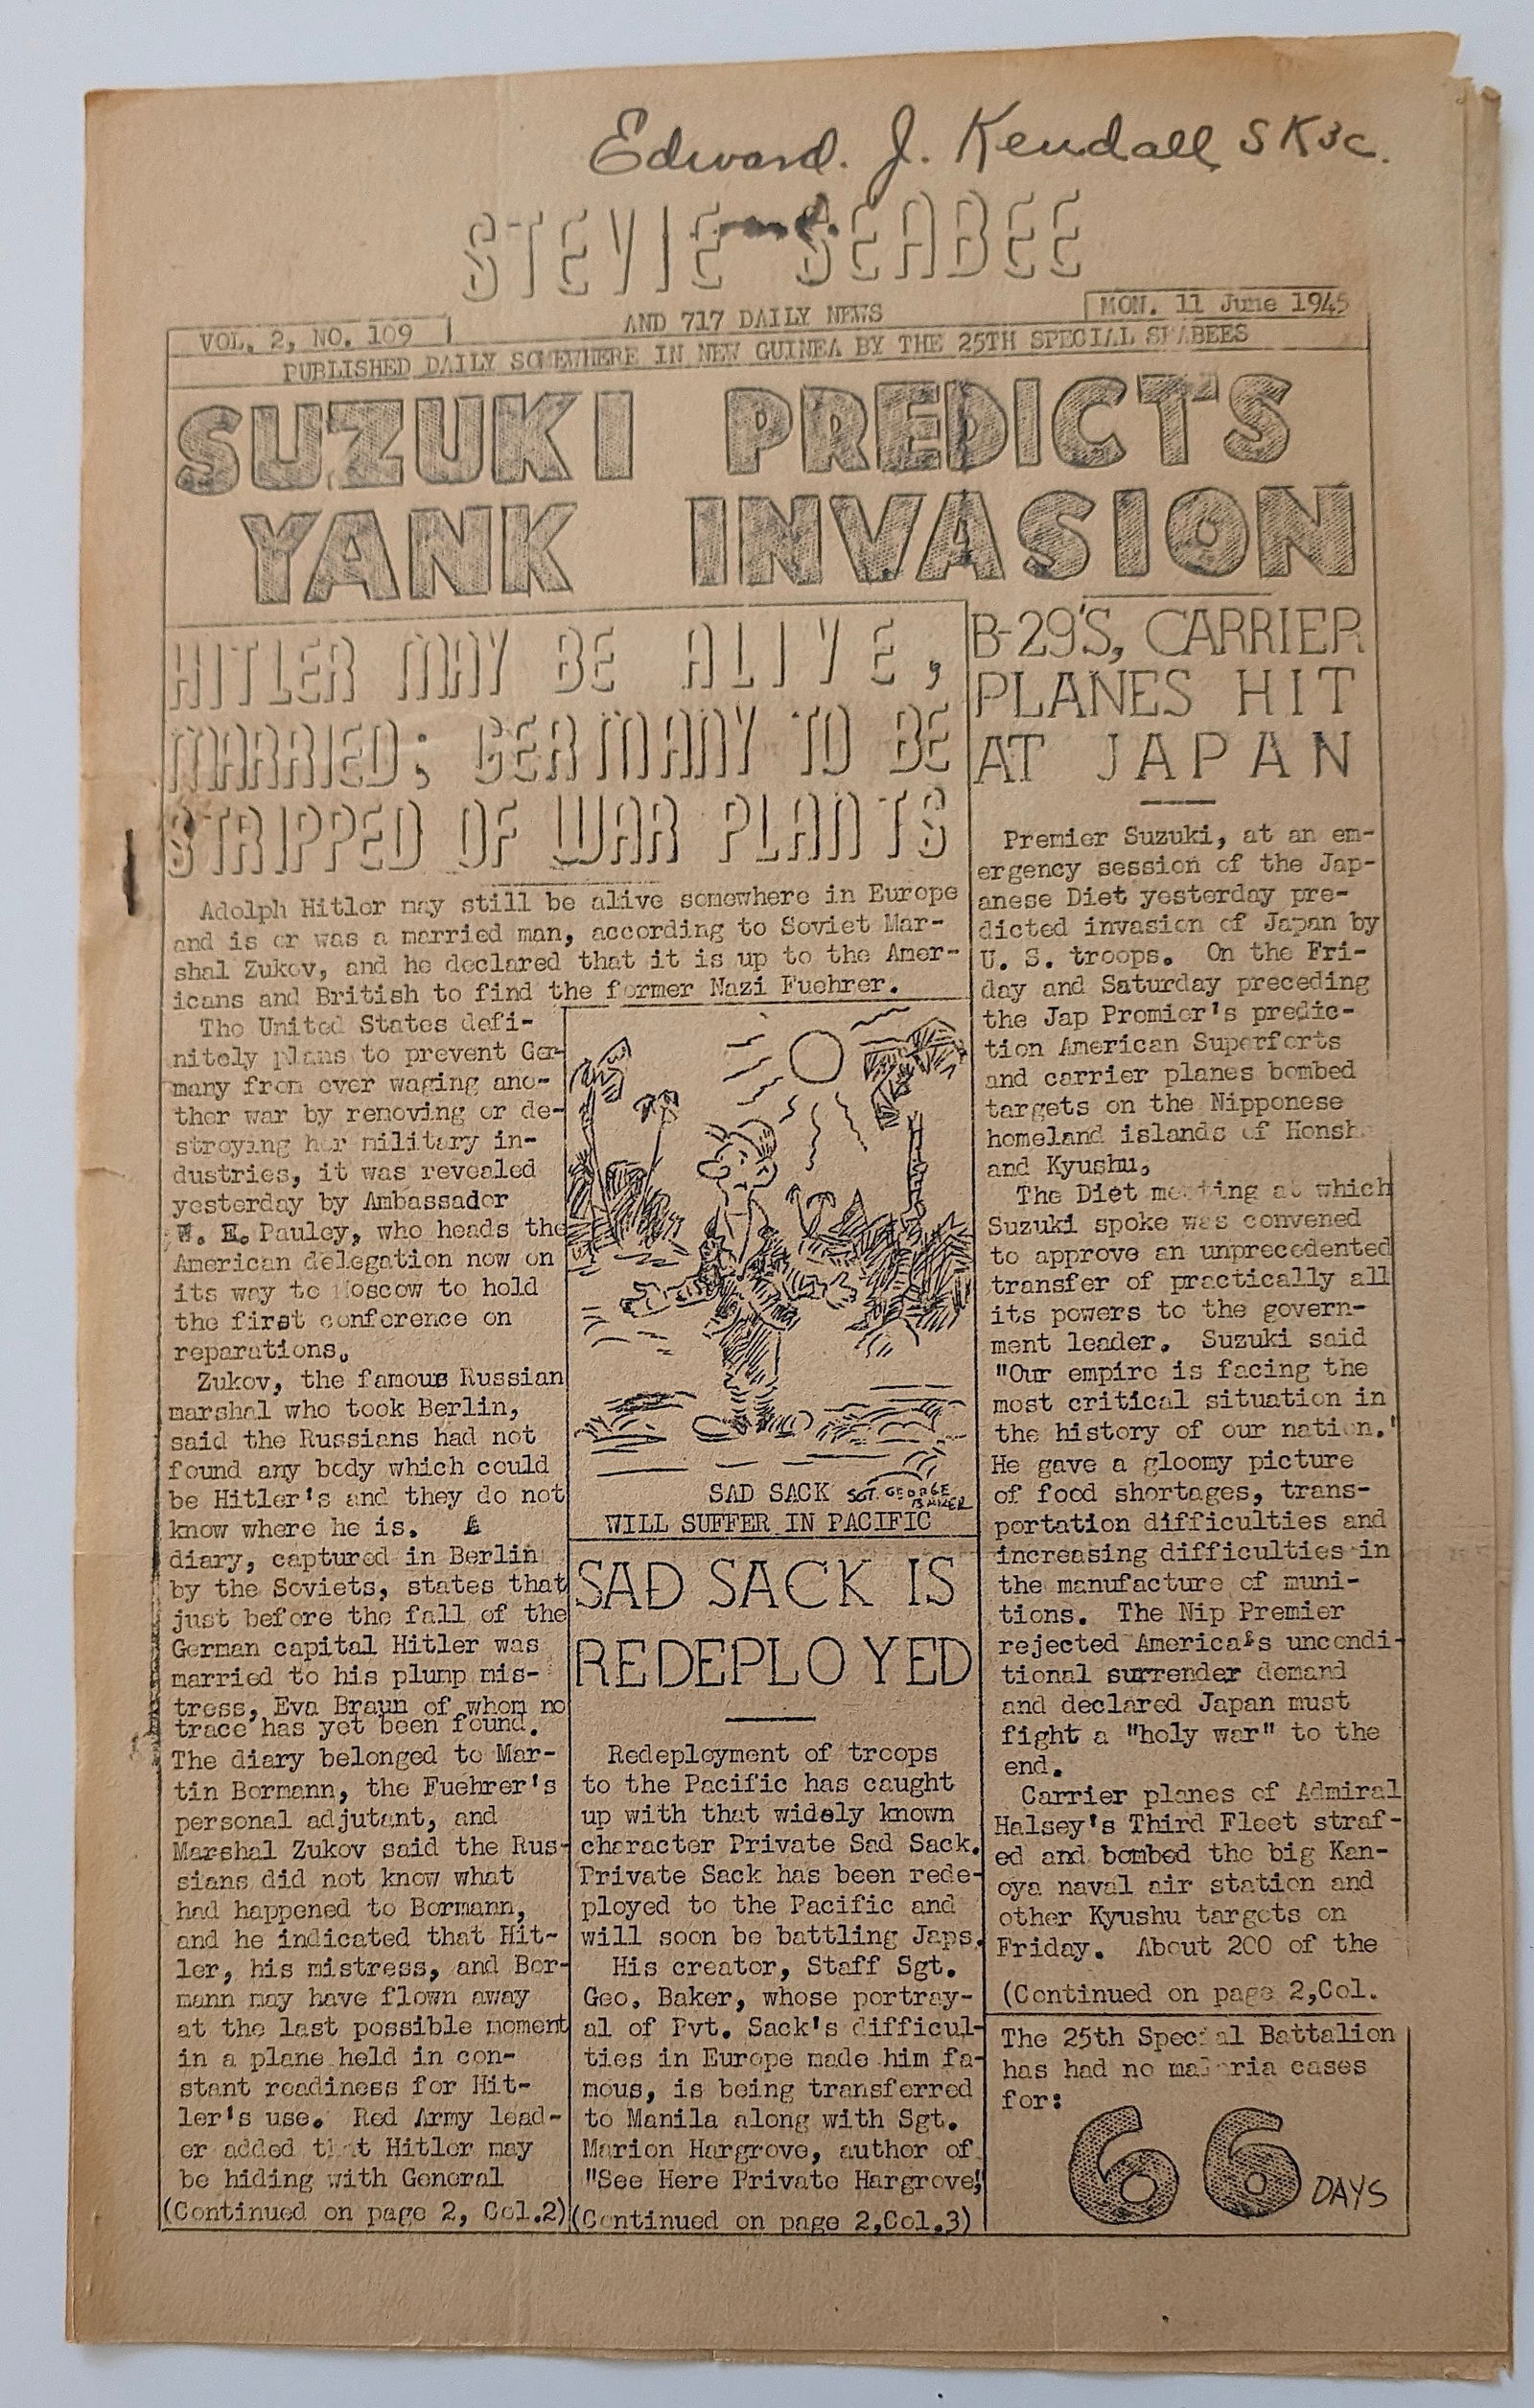 Edward. J. Kendall SK3c.
STEVIE SEABEE
AND 717 DAILY NEWS
VOL. 2, NO. 109
MON. 11 June 1945
PUBLISHED DAILY SOMEWHERE IN NEW GUINEA BY THE 25TH SPECIAL SEABEES
SUZUKI PREDICTS
YANK INVASION
HITLER MAY BE ALIVE,
MARRIED; GERMANY TO BE
STRIPPED OF WAR PLANTS
Adolph Hitler may still be alive somewhere in Europe
and is or was a married man, according to Soviet Mar-
shal Zukov, and he declared that it is up to the Amer-
icans and British to find the former Nazi Fuehrer.
The United States defi-
nitely plans to prevent Ger-
many from ever waging ano-
ther war by removing or de-
stroying her military in-
dustries, it was revealed
yesterday by Ambassador
W. E. Pauley, who heads the
American delegation now on
its way to Moscow to hold
the first conference on
reparations.
Zukov, the famous Russian
marshal who took Berlin,
said the Russians had not
found any body which could
be Hitler's and they do not
know where he is. A
diary, captured in Berlin
by the Soviets, states that
just before the fall of the
German capital Hitler was
married to his plump mis-
tress, Eva Braun of whom no
trace has yet been found.
The diary belonged to Mar-
tin Bormann, the Fuehrer's
personal adjutant, and
Marshal Zukov said the Rus-
sians did not know what
had happened to Bormann,
and he indicated that Hit-
ler, his mistress, and Bor-
mann may have flown away
at the last possible moment
in a plane held in con-
stant readiness for Hit-
ler's use. Red Army lead-
er added that Hitler may
be hiding with General
(Continued on page 2, Col.2)
SAD SACK SGT. GEORGE
BAKER
WILL SUFFER IN PACIFIC
SAD SACK IS
REDEPLOYED
Redeployment of troops
to the Pacific has caught
up with that widely known
character Private Sad Sack.
Private Sack has been rede-
ployed to the Pacific and
will soon be battling Japs.
His creator, Staff Sgt.
Geo. Baker, whose portray-
al of Pvt. Sack's difficul-
ties in Europe made him fa-
mous, is being transferred
to Manila along with Sgt.
Marion Hargrove, author of
"See Here Private Hargrove"
(Continued on page 2,Col.3)
B-29'S, CARRIER
PLANES HIT
AT JAPAN
Premier Suzuki, at an em-
ergency session of the Jap-
anese Diet yesterday pre-
dicted invasion of Japan by
U. S. troops. On the Fri-
day and Saturday preceding
the Jap Premier's predic-
tion American Superforts
and carrier planes bombed
targets on the Nipponese
homeland islands of Honsh
and Kyushu.
The Diet meeting at which
Suzuki spoke was convened
to approve an unprecedented
transfer of practically all
its powers to the govern-
ment leader. Suzuki said
"Our empire is facing the
most critical situation in
the history of our nation."
He gave a gloomy picture
of food shortages, trans-
portation difficulties and
increasing difficulties in
the manufacture of muni-
tions. The Nip Premier
rejected America's uncondi-
tional surrender demand
and declared Japan must
fight a "holy war" to the
end.
Carrier planes of Admiral
Halsey's Third Fleet straf-
ed and bombed the big Kan-
oya naval air station and
other Kyushu targets on
Friday. About 200 of the
(Continued on page 2,Col.
The 25th Special Battalion
has had no malaria cases
for:
66 DAYS